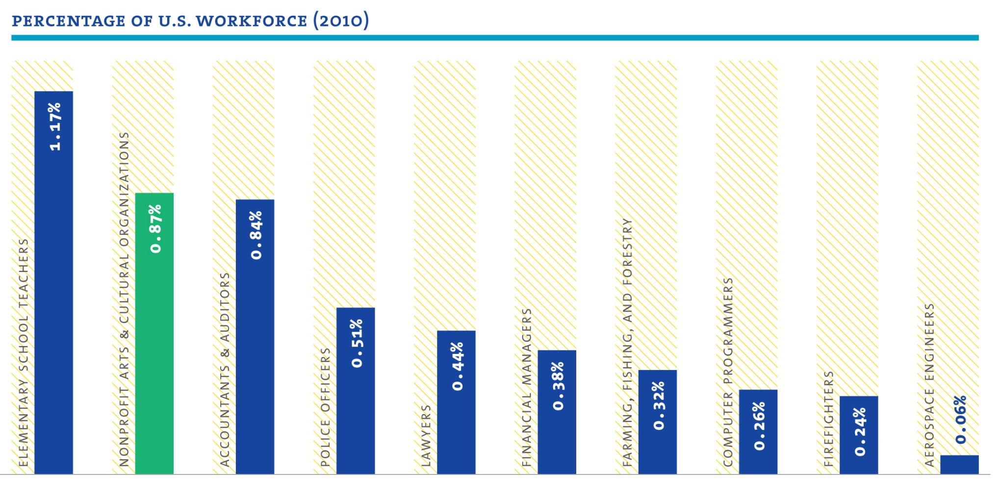 PERCENTAGE OF U.S. WORKFORCE (2010)
ELEMENTARY SCHOOL TEACHERS
1.17%
NONPROFIT ARTS & CULTURAL ORGANIZATIONS
0.87%
ACCOUNTANTS & AUDITORS
0.84%
POLICE OFFICERS
0.51%
LAWYERS
0.44%
FINANCIAL MANAGERS
0.38%
FARMING, FISHING, AND FORESTRY
0.32%
COMPUTER PROGRAMMERS
0.26%
FIREFIGHTERS
0.24%
AEROSPACE ENGINEERS
0.06%